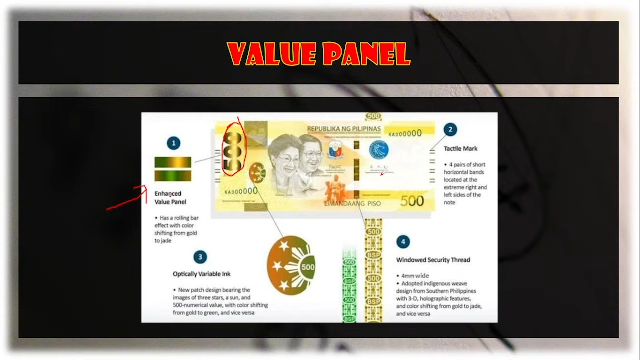 VALUE PANEL
1
Enhanced
Value Panel
• Has a rolling bar
effect with color
shifting from gold
to jade
500
REPUBLIKA NG PILIPINAS
KA300000
KA300000
LIMANDAANG PISO
500
2
Tactile Mark
• 4 pairs of short
horizontal bands
located at the
extreme right and
left sides of the
note
3
Optically Variable Ink
• New patch design bearing the
images of three stars, a sun, and
500-numerical value, with color shifting
from gold to green, and vice versa
500
4
Windowed Security Thread
• 4mm wide
• Adopted indigenous weave
design from Southern Philippines
with 3-D, holographic features,
and color shifting from gold to jade,
and vice versa